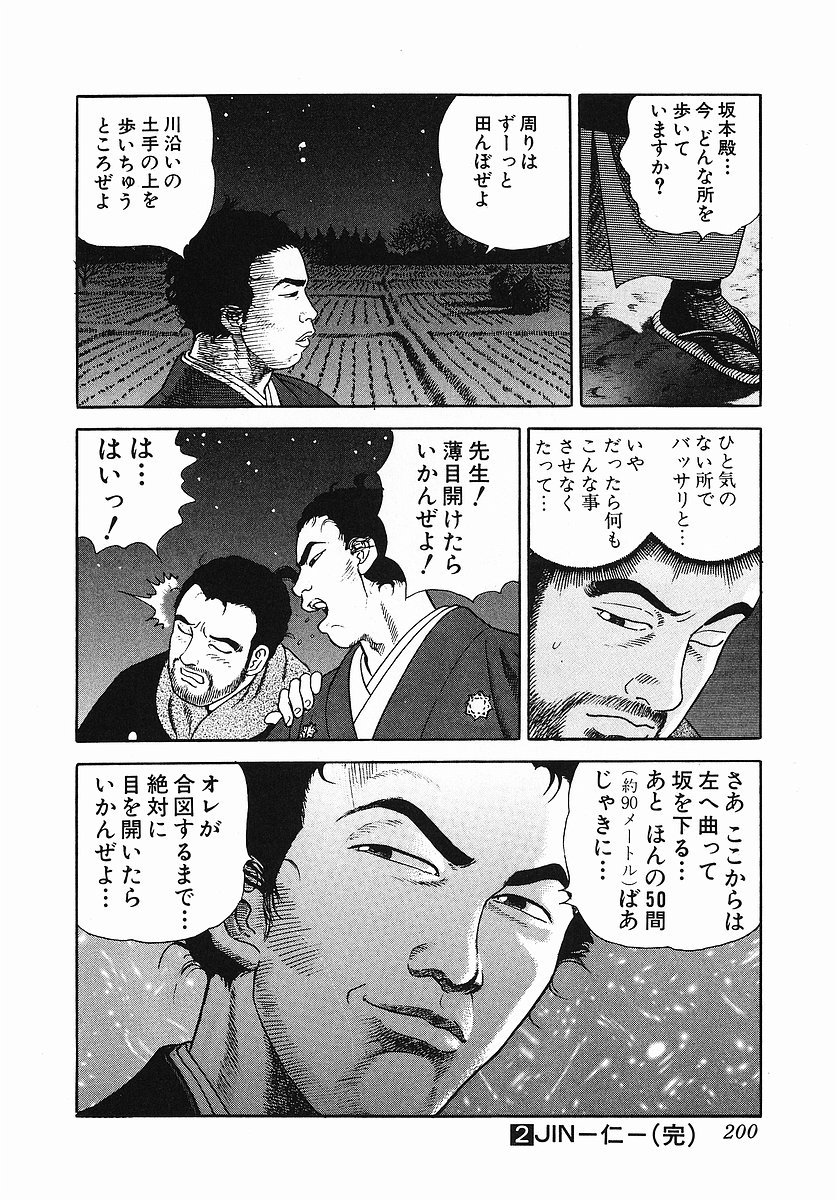 坂本殿…
今 どんな所を
歩いて
いますか?
周りは
ずーっと
田んぼぜよ
川沿いの
土手の上を
歩いちゅう
ところぜよ
ひと気の
ない所で
バッサリと…
いや
だったら何も
こんな事
させなく
たって…
先生!
薄目開けたら
いかんぜよ!
は…
はいっ!
さあ ここからは
左へ曲って
坂を下る…
あと ほんの50間
(約90メートル)ばあ
じゃきに…
オレが
合図するまで…
絶対に
目を開いたら
いかんぜよ…
2JIN－仁－(完) 200